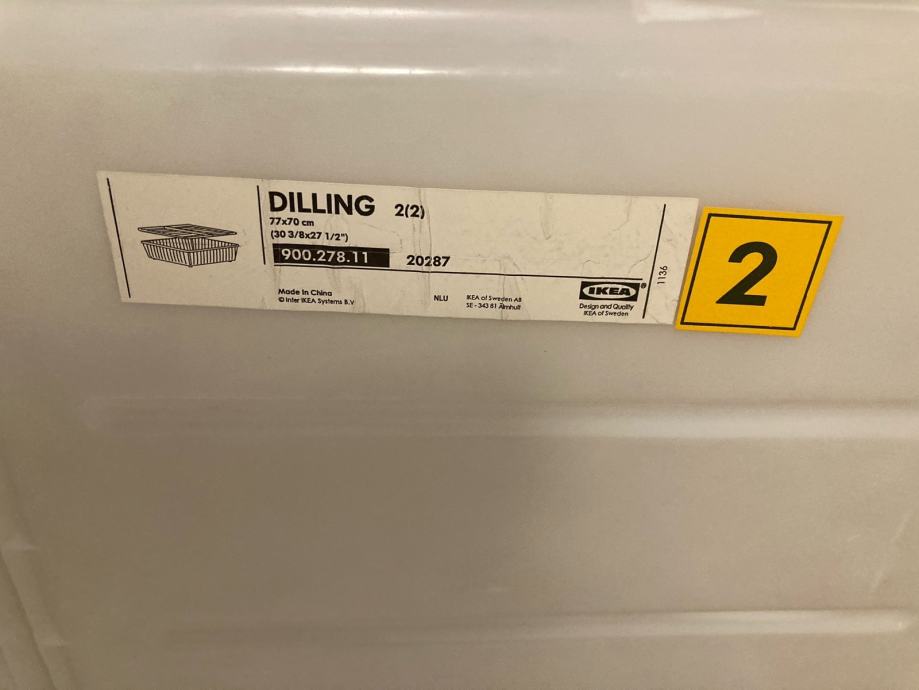 DILLING 2(2)
77x70 cm
(30 3/8x27 1/2")
900.278.11 20287
Made in China
© Inter IKEA Systems B.V
NLU
IKEA of Sweden AB
SE - 343 81 Älmhult
IKEA®
Design and Quality
IKEA of Sweden
1136
2